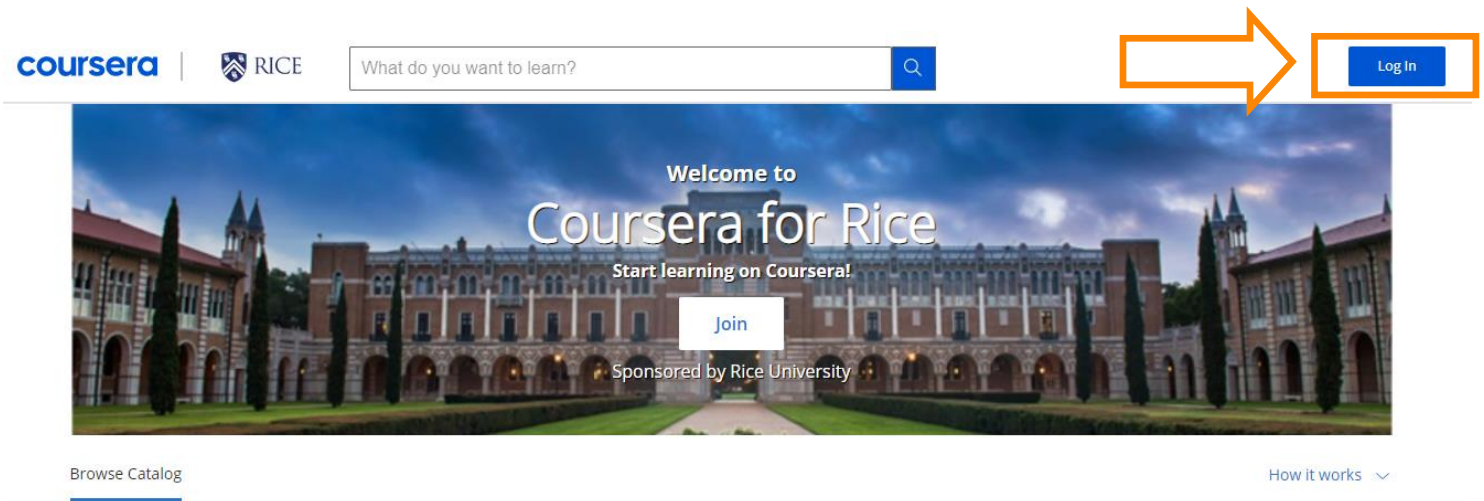 coursera RICE What do you want to learn? Log In
Welcome to
Coursera for Rice
Start learning on Coursera!
Join
Sponsored by Rice University
Browse Catalog How it works